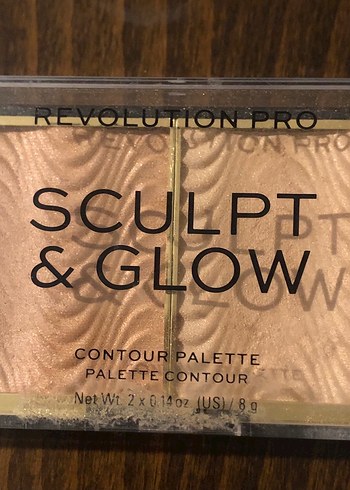 REVOLUTION PRO
SCULPT
& GLOW
CONTOUR PALETTE
PALETTE CONTOUR
Net Wt. 2 x 0.14 oz. (US) / 8 g